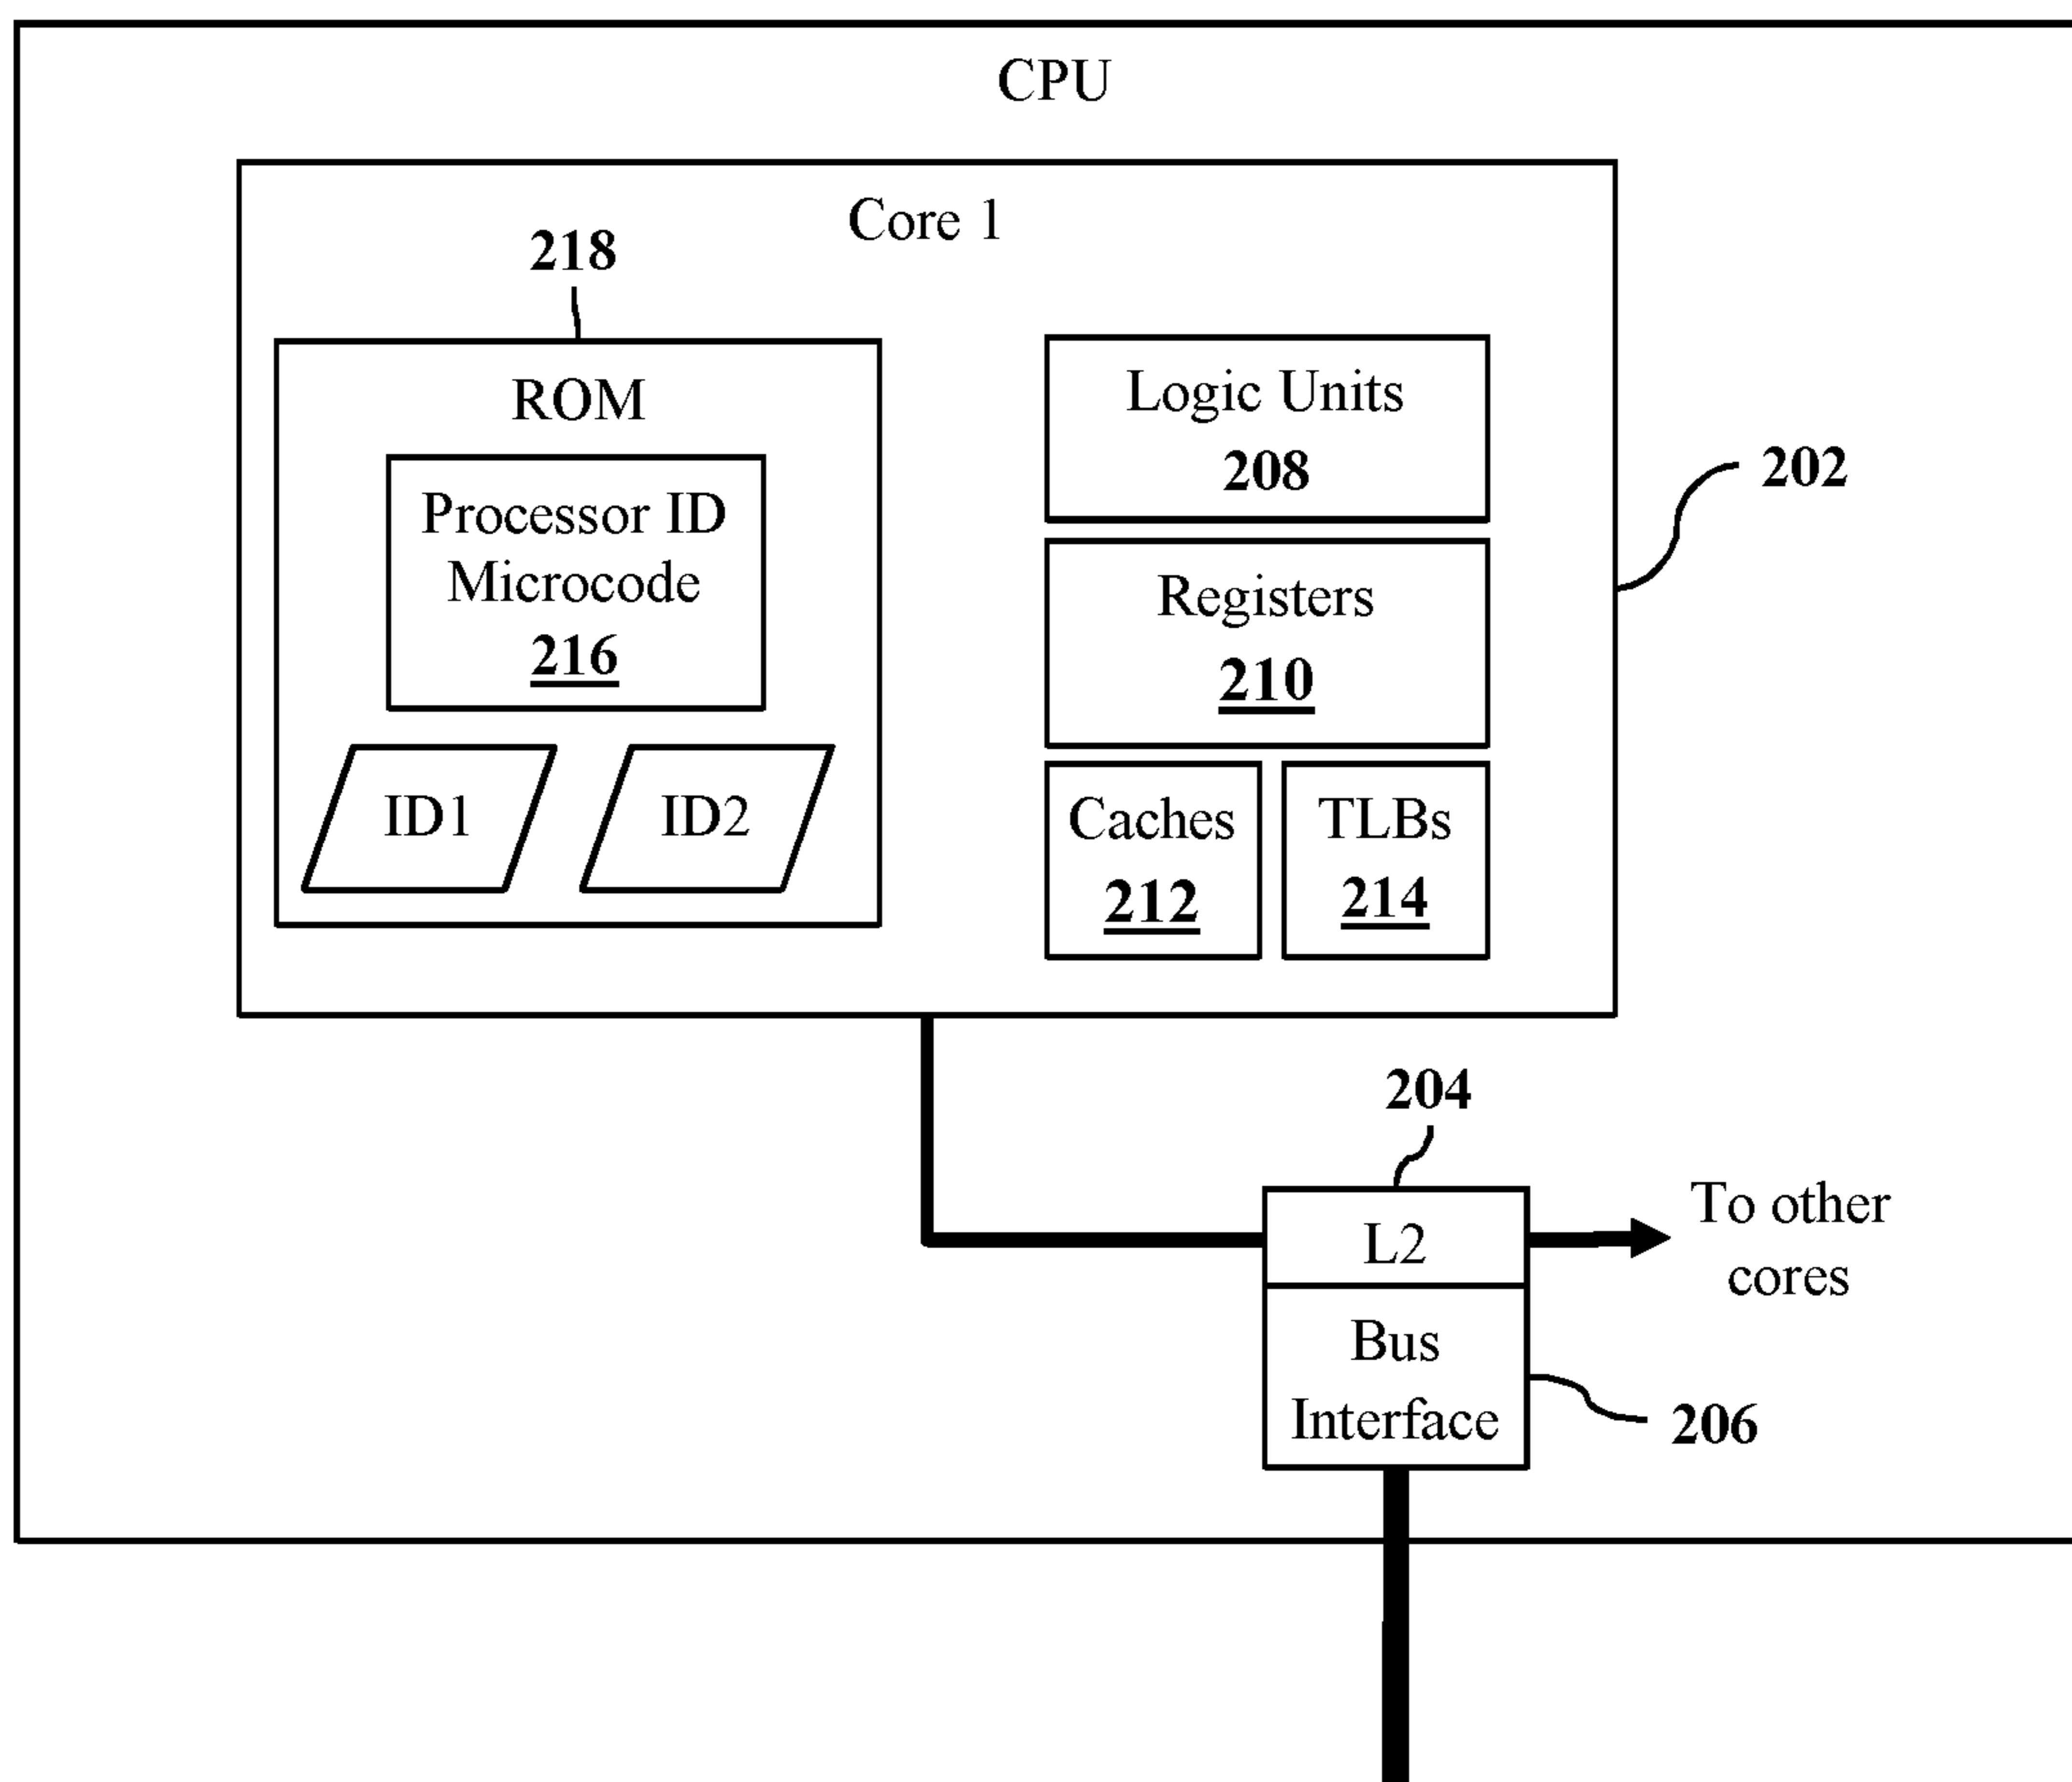 CPU
Core 1
218
ROM
Processor ID
Microcode
216
ID1
ID2
Logic Units
208
Registers
210
Caches
212
TLBs
214
202
204
L2
To other
cores
Bus
Interface
206